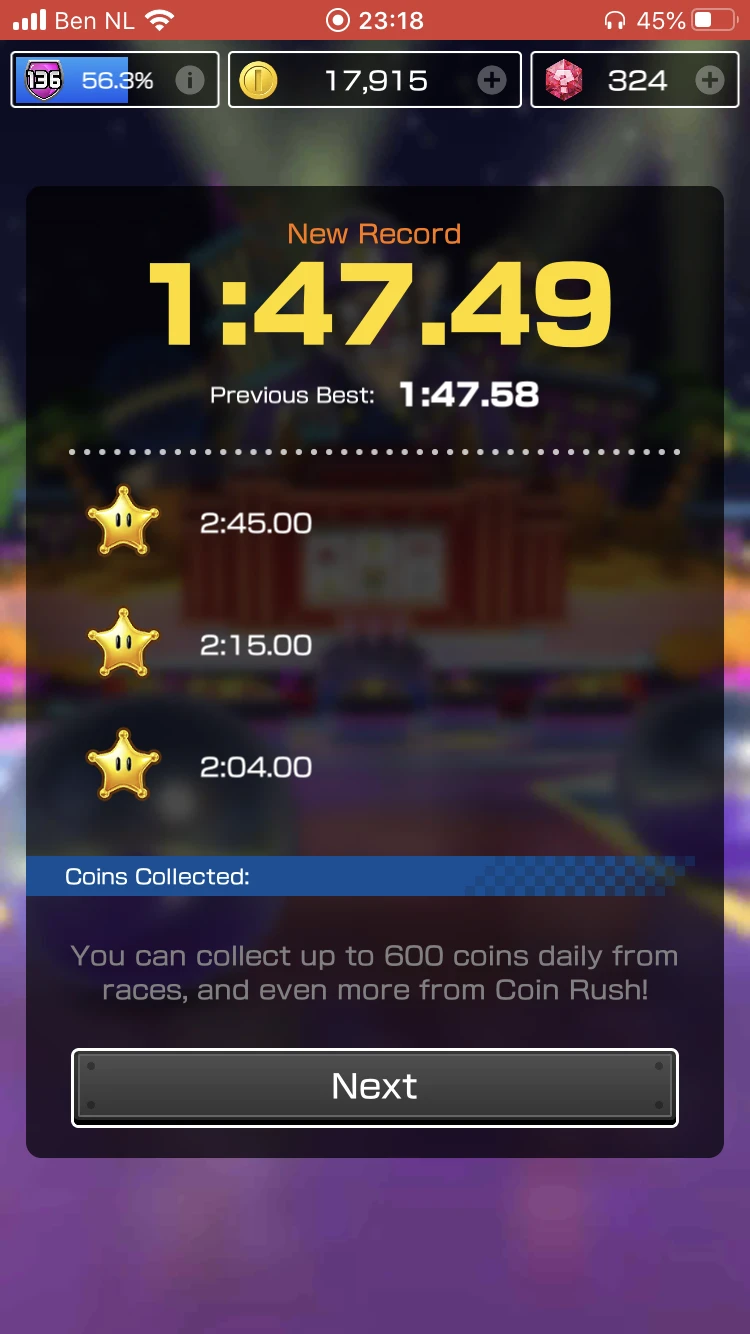 Ben NL 23:18 45%
136 56.3% i 17,915 + 324 +
New Record
1:47.49
Previous Best: 1:47.58
2:45.00
2:15.00
2:04.00
Coins Collected:
You can collect up to 600 coins daily from
races, and even more from Coin Rush!
Next